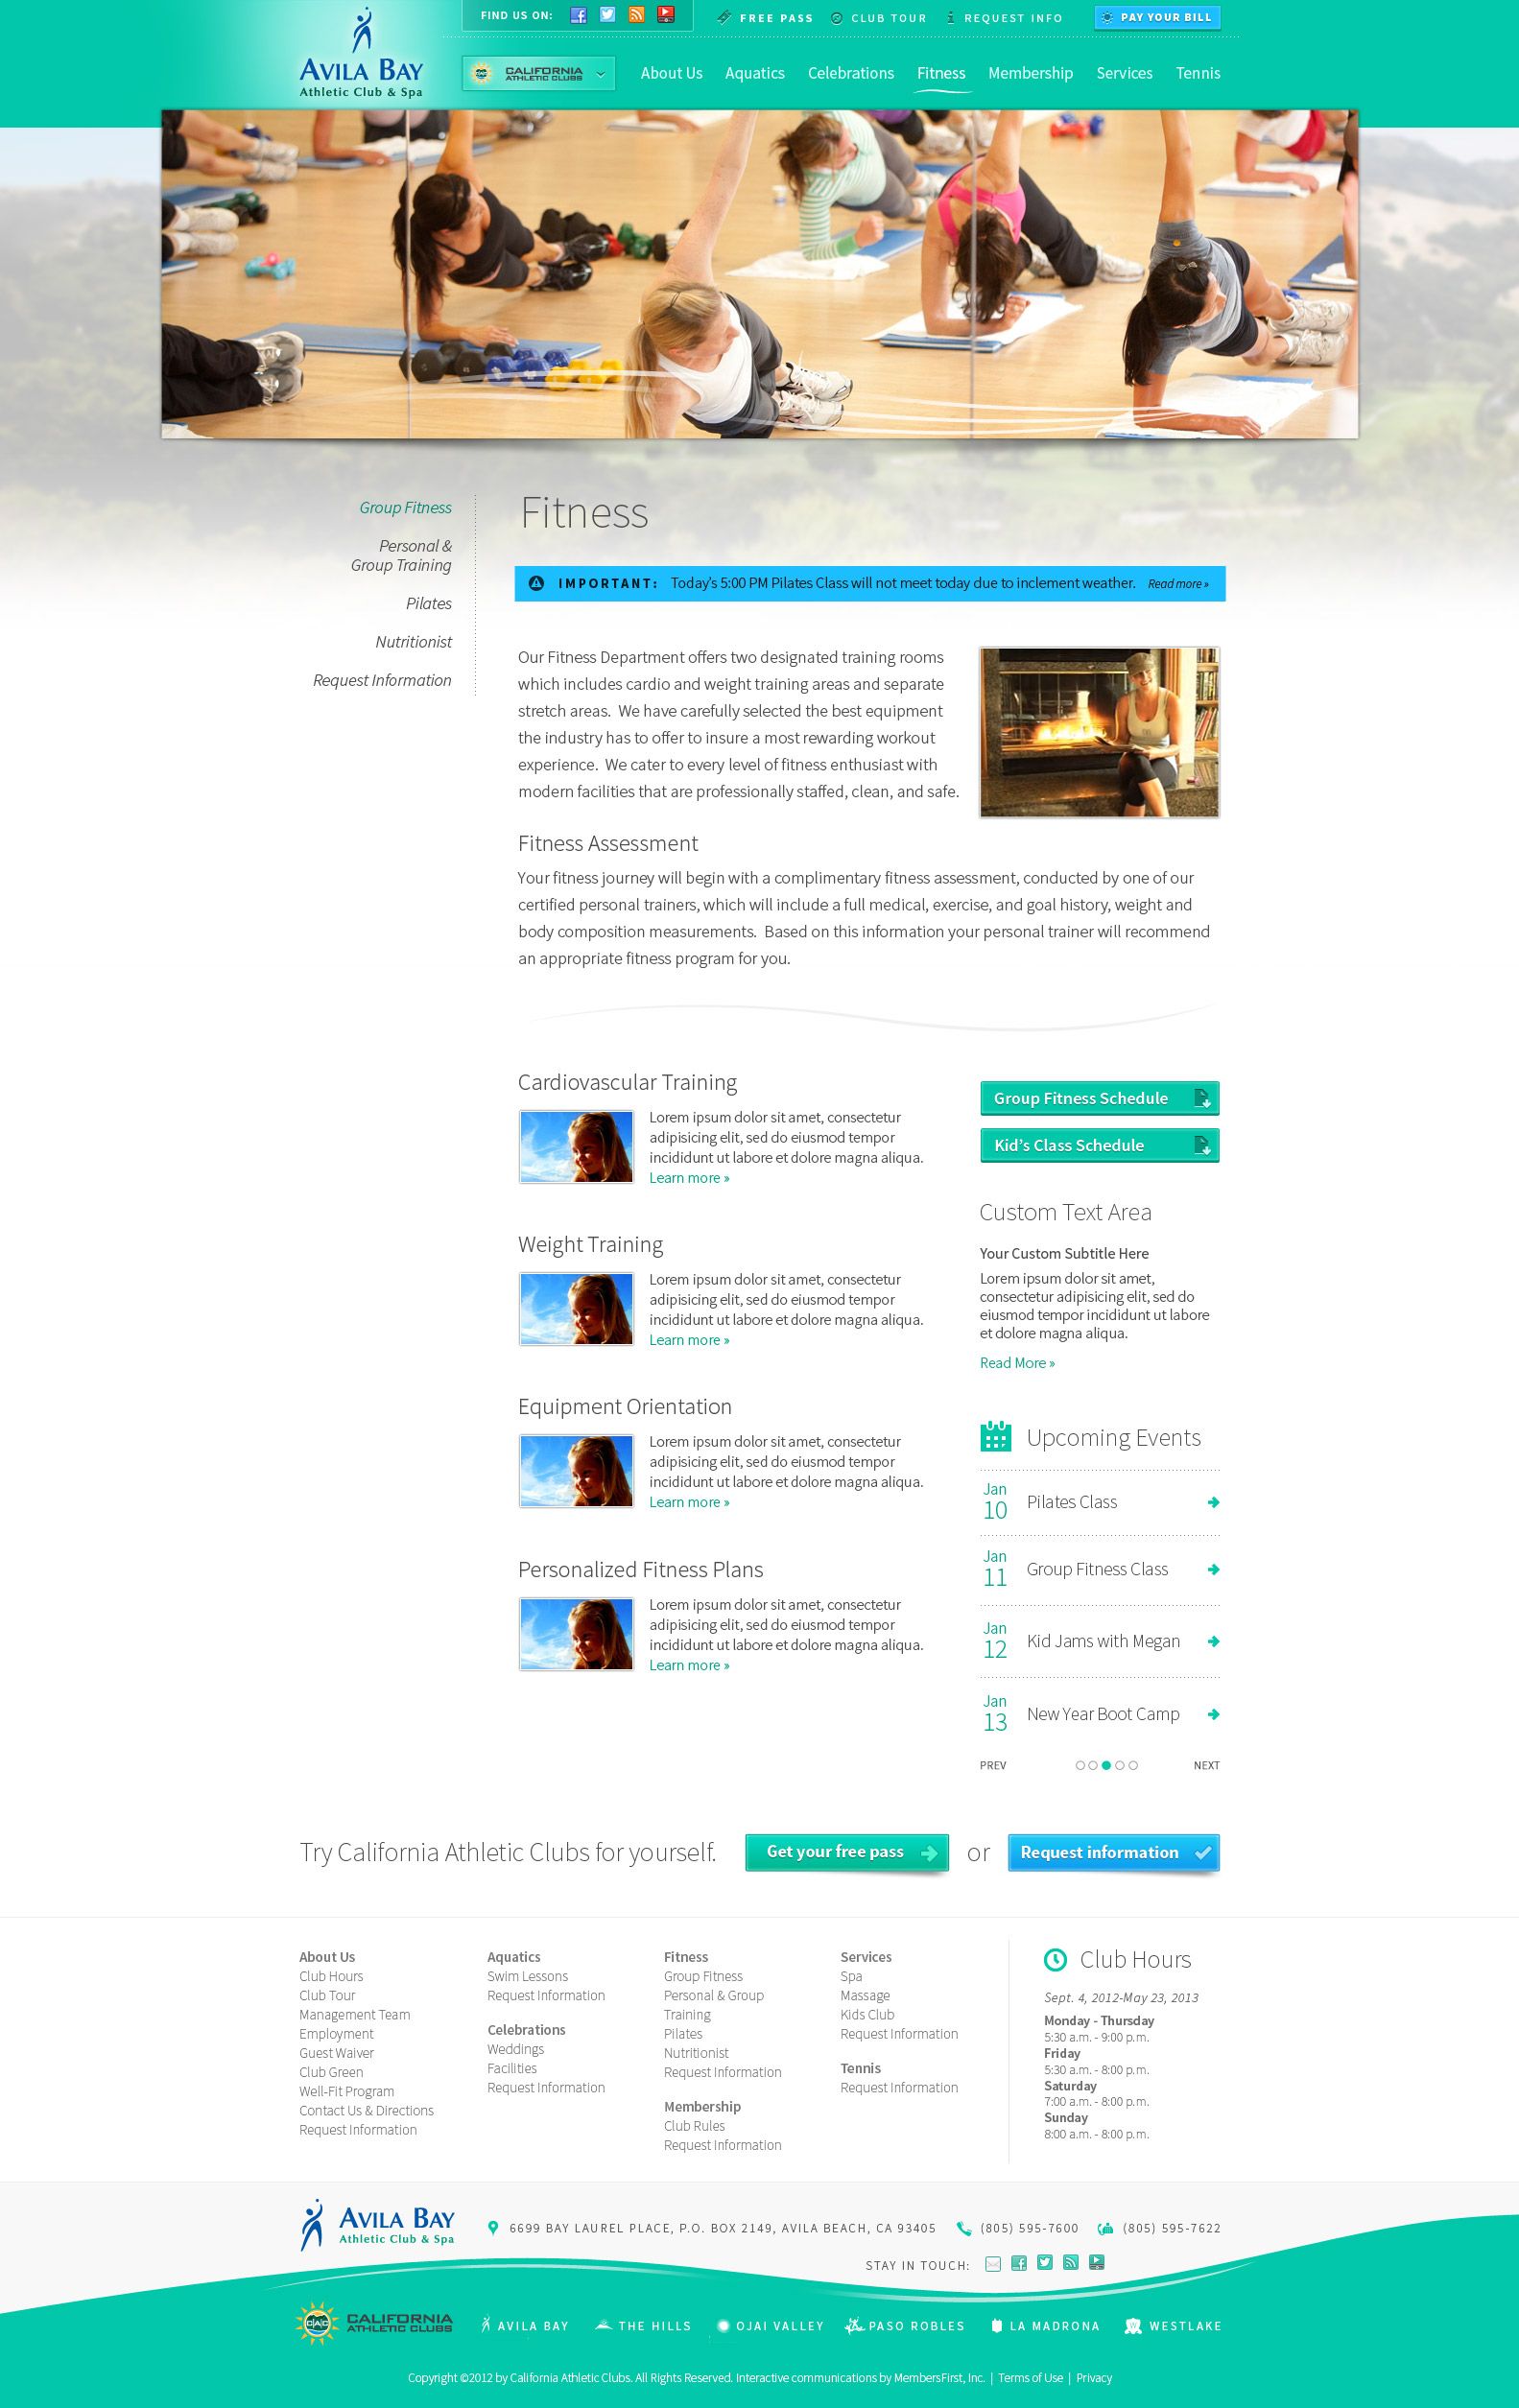 FIND US ON:
FREE PASS
CLUB TOUR
REQUEST INFO
PAY YOUR BILL
AVILA BAY
Athletic Club & Spa
CALIFORNIA
ATHLETIC CLUBS
About Us
Aquatics
Celebrations
Fitness
Membership
Services
Tennis
Group Fitness
Personal &
Group Training
Pilates
Nutritionist
Request Information
Fitness
IMPORTANT: Today's 5:00 PM Pilates Class will not meet today due to inclement weather. Read more »
Our Fitness Department offers two designated training rooms
which includes cardio and weight training areas and separate
stretch areas. We have carefully selected the best equipment
the industry has to offer to insure a most rewarding workout
experience. We cater to every level of fitness enthusiast with
modern facilities that are professionally staffed, clean, and safe.
Fitness Assessment
Your fitness journey will begin with a complimentary fitness assessment, conducted by one of our
certified personal trainers, which will include a full medical, exercise, and goal history, weight and
body composition measurements. Based on this information your personal trainer will recommend
an appropriate fitness program for you.
Cardiovascular Training
Lorem ipsum dolor sit amet, consectetur
adipisicing elit, sed do eiusmod tempor
incididunt ut labore et dolore magna aliqua.
Learn more »
Weight Training
Lorem ipsum dolor sit amet, consectetur
adipisicing elit, sed do eiusmod tempor
incididunt ut labore et dolore magna aliqua.
Learn more »
Equipment Orientation
Lorem ipsum dolor sit amet, consectetur
adipisicing elit, sed do eiusmod tempor
incididunt ut labore et dolore magna aliqua.
Learn more »
Personalized Fitness Plans
Lorem ipsum dolor sit amet, consectetur
adipisicing elit, sed do eiusmod tempor
incididunt ut labore et dolore magna aliqua.
Learn more »
Group Fitness Schedule
Kid's Class Schedule
Custom Text Area
Your Custom Subtitle Here
Lorem ipsum dolor sit amet,
consectetur adipisicing elit, sed do
eiusmod tempor incididunt ut labore
et dolore magna aliqua.
Read More »
Upcoming Events
Jan
10
Pilates Class
Jan
11
Group Fitness Class
Jan
12
Kid Jams with Megan
Jan
13
New Year Boot Camp
PREV
NEXT
Try California Athletic Clubs for yourself.
Get your free pass
or
Request information
About Us
Club Hours
Club Tour
Management Team
Employment
Guest Waiver
Club Green
Well-Fit Program
Contact Us & Directions
Request Information
Aquatics
Swim Lessons
Request Information
Celebrations
Weddings
Facilities
Request Information
Fitness
Group Fitness
Personal & Group
Training
Pilates
Nutritionist
Request Information
Membership
Club Rules
Request Information
Services
Spa
Massage
Kids Club
Request Information
Tennis
Request Information
Club Hours
Sept. 4, 2012-May 23, 2013
Monday - Thursday
5:30 a.m. - 9:00 p.m.
Friday
5:30 a.m. - 8:00 p.m.
Saturday
7:00 a.m. - 8:00 p.m.
Sunday
8:00 a.m. - 8:00 p.m.
AVILA BAY
Athletic Club & Spa
6699 BAY LAUREL PLACE, P.O. BOX 2149, AVILA BEACH, CA 93405
(805) 595-7600
(805) 595-7622
STAY IN TOUCH:
CAC
CALIFORNIA
ATHLETIC CLUBS
AVILA BAY
THE HILLS
OJAI VALLEY
PASO ROBLES
LA MADRONA
WESTLAKE
Copyright ©2012 by California Athletic Clubs. All Rights Reserved. Interactive communications by MembersFirst, Inc. | Terms of Use | Privacy